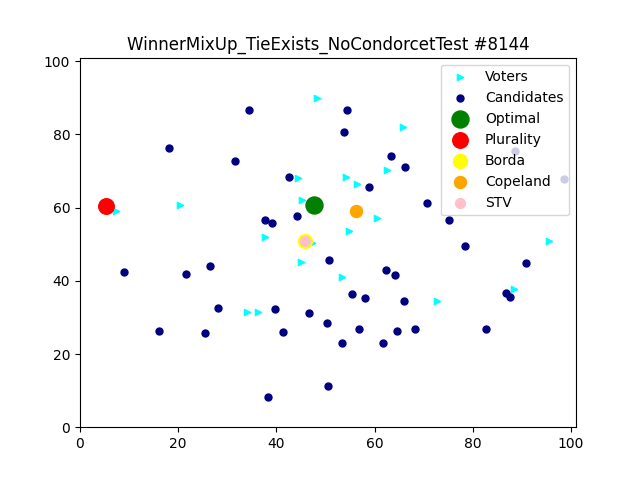 WinnerMixUp_TieExists_NoCondorcetTest #8144
Voters
Candidates
Optimal
Plurality
Borda
Copeland
STV
100
80
60
40
20
0
0 20 40 60 80 100